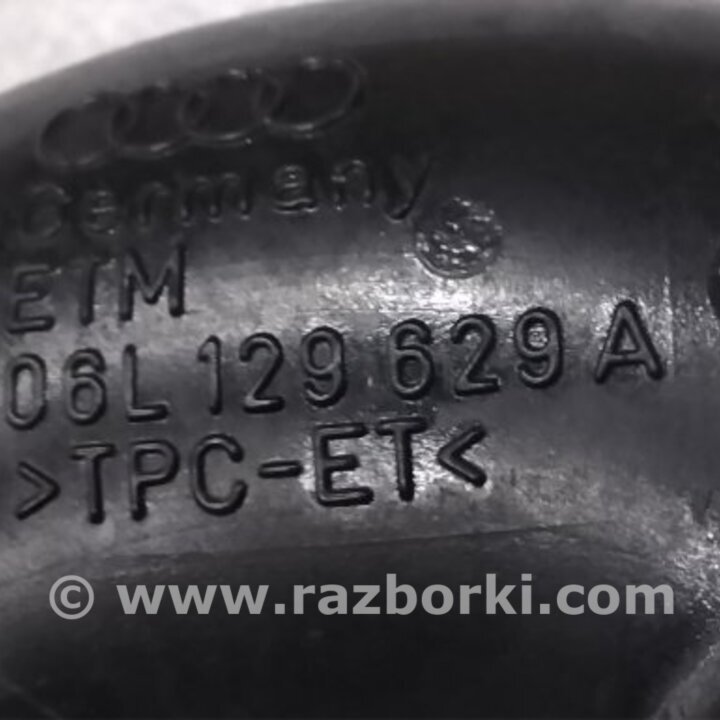 Germany
ETM
06L 129 629 A
>TPC-ET<
© www.razborki.com